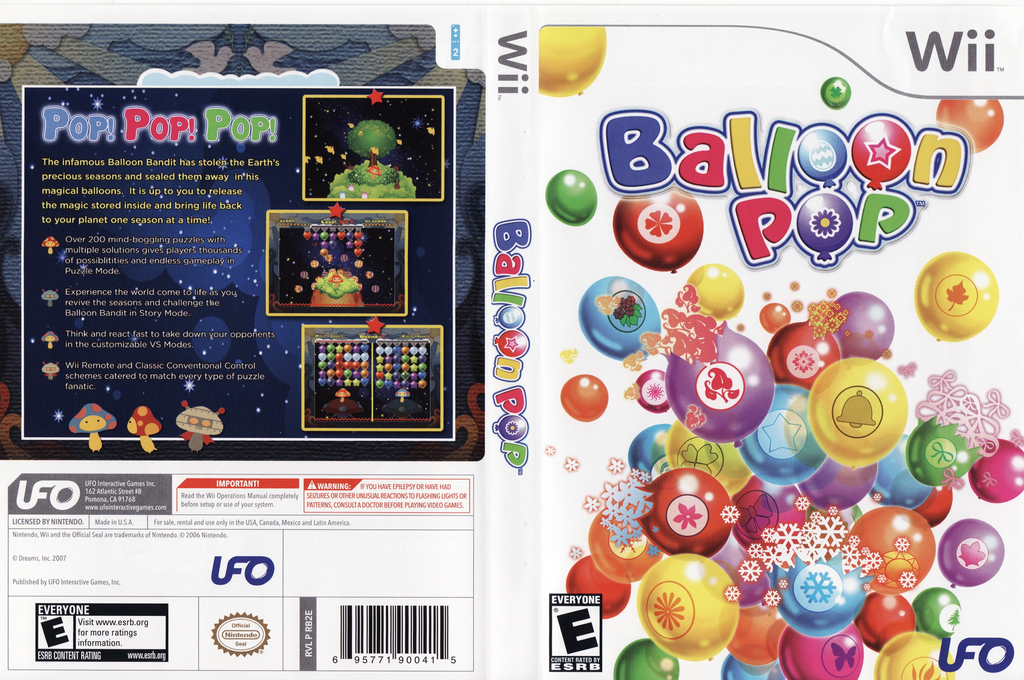 POP! POP! POP!
The infamous Balloon Bandit has stolen the Earth's
precious seasons and sealed them away in his
magical balloons. It is up to you to release
the magic stored inside and bring life back
to your planet one season at a time!
Over 200 mind-boggling puzzles with
multiple solutions gives players thousands
of possiblitities and endless gameplay in
Puzzle Mode.
Experience the world come to life as you
revive the seasons and challenge the
Balloon Bandit in Story Mode.
Think and react fast to take down your opponents
in the customizable VS Modes.
Wii Remote and Classic Conventional Control
schemes catered to match every type of puzzle
fanatic.
2
UFO
UFO Interactive Games Inc.
162 Atlantic Street #B
Pomona, CA 91768
www.ufointeractivegames.com
IMPORTANT!
Read the Wii Operations Manual completely
before setup or use of your system.
WARNING: IF YOU HAVE EPILEPSY OR HAVE HAD
SEIZURES OR OTHER UNUSUAL REACTIONS TO FLASHING LIGHTS OR
PATTERNS, CONSULT A DOCTOR BEFORE PLAYING VIDEO GAMES.
LICENSED BY NINTENDO. Made in U.S.A. For sale, rental and use only in the USA, Canada, Mexico and Latin America.
Nintendo, Wii and the Official Seal are trademarks of Nintendo. © 2006 Nintendo.
© Dreams, Inc. 2007
Published by UFO Interactive Games, Inc.
UFO
EVERYONE
E
Visit www.esrb.org
for more ratings
information.
ESRB CONTENT RATING www.esrb.org
Official
Nintendo
Seal
RVL P RB2E
6 95771 90041 5
Wii™
Balloon POP
Wii™
Balloon
POP™
EVERYONE
E
CONTENT RATED BY
ESRB
UFO